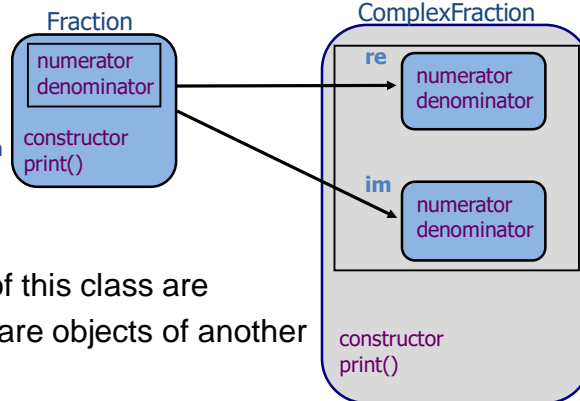 Fraction
numerator
denominator
constructor
print()
ComplexFraction
re
numerator
denominator
im
numerator
denominator
constructor
print()
of this class are
are objects of another